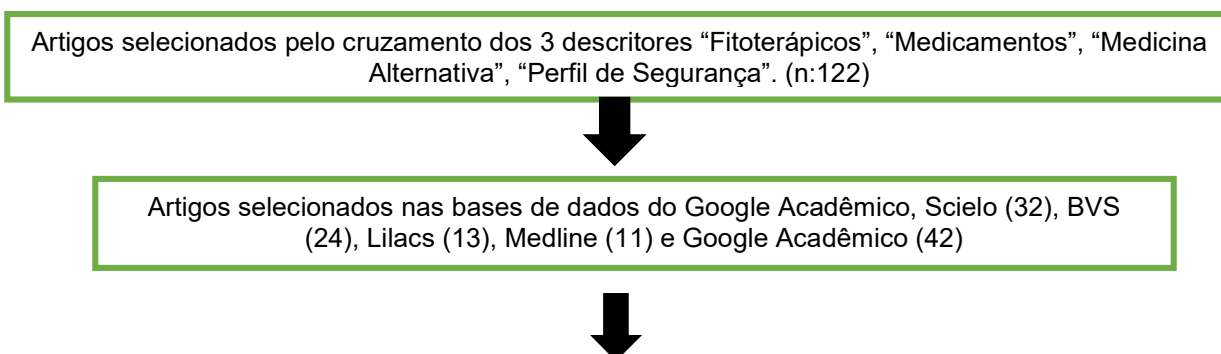 Artigos selecionados pelo cruzamento dos 3 descritores “Fitoterápicos”, “Medicamentos”, “Medicina
Alternativa”, “Perfil de Segurança”. (n:122)
Artigos selecionados nas bases de dados do Google Acadêmico, Scielo (32), BVS
(24), Lilacs (13), Medline (11) e Google Acadêmico (42)